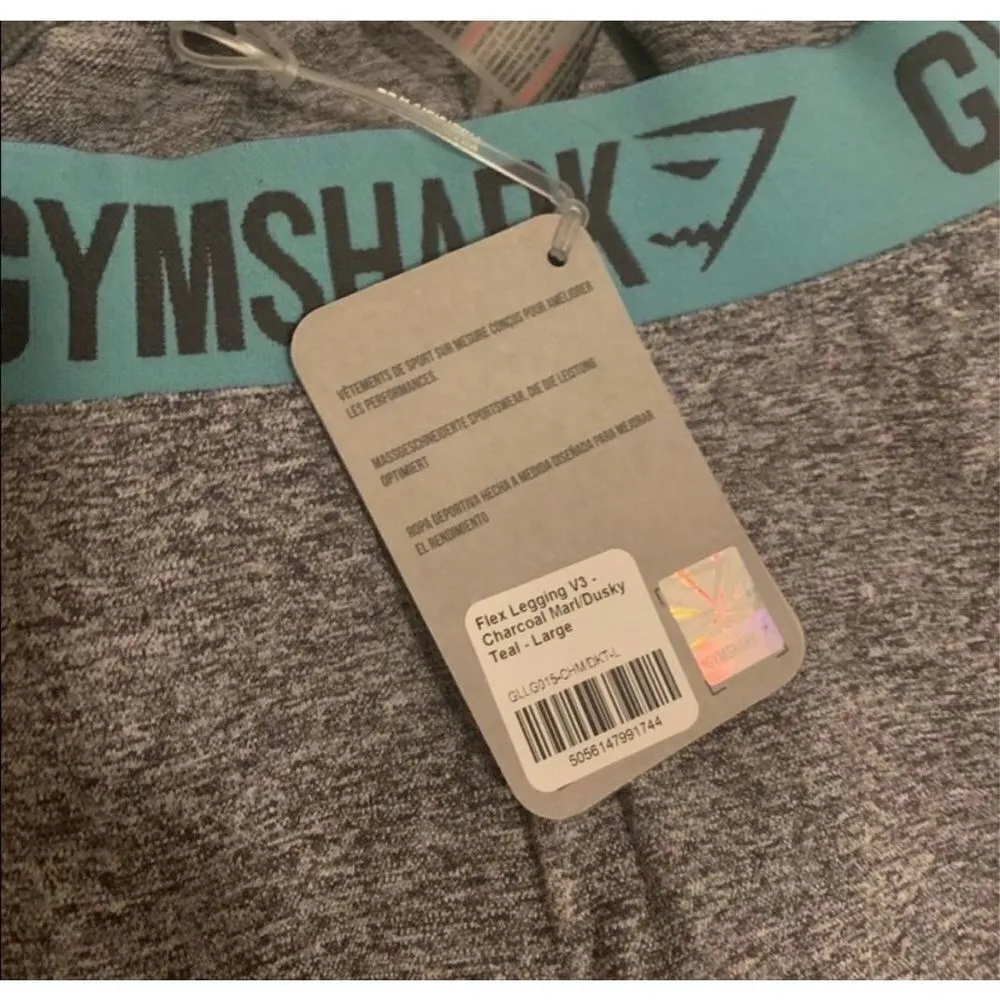 GYMSHARK
G
VÊTEMENTS DE SPORT SUR MESURE CONÇUS POUR AMÉLIORER
LES PERFORMANCES.
MASSGESCHNEIDERTE SPORTSWEAR, DIE DIE LEISTUNG
OPTIMIERT
ROPA DEPORTIVA HECHA A MEDIDA DISEÑADA PARA MEJORAR
EL RENDIMIENTO
Flex Legging V3 -
Charcoal Marl/Dusky
Teal - Large
GLLG015-CHM/DKT-L
5056147991744
GYMSHARK